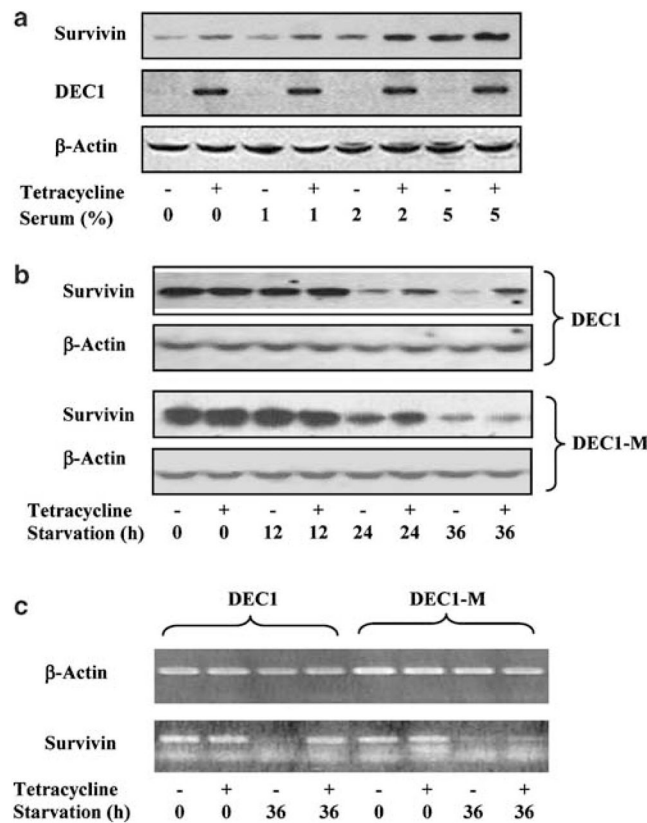 a
Survivin
DEC1
β-Actin
Tetracycline - + - + - + - +
Serum (%) 0 0 1 1 2 2 5 5
b
Survivin
β-Actin
DEC1
Survivin
β-Actin
DEC1-M
Tetracycline - + - + - + - +
Starvation (h) 0 0 12 12 24 24 36 36
c
DEC1 DEC1-M
β-Actin
Survivin
Tetracycline - + - + - + - +
Starvation (h) 0 0 36 36 0 0 36 36